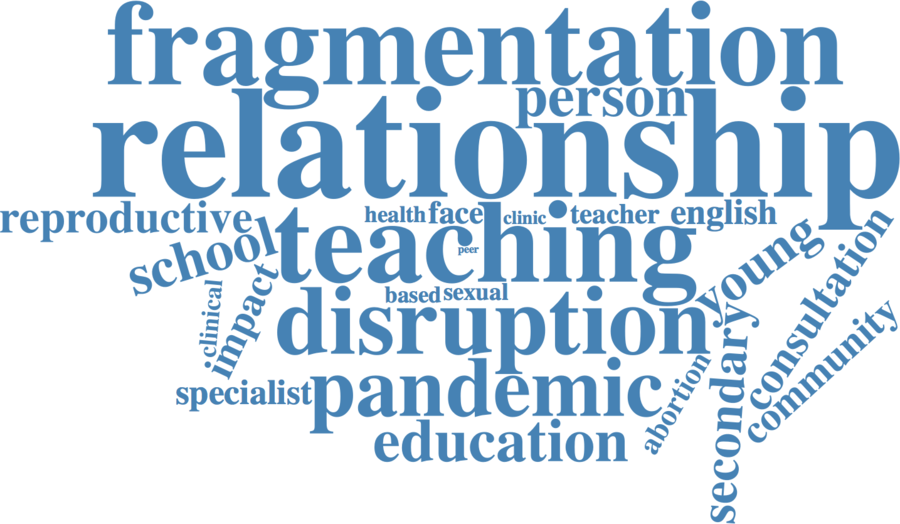 fragmentation
person
relationship
reproductive
health
face
clinic
teacher
english
school
teaching
peer
young
consultation
clinical
impact
based
sexual
disruption
secondary
community
specialist
pandemic
abortion
education